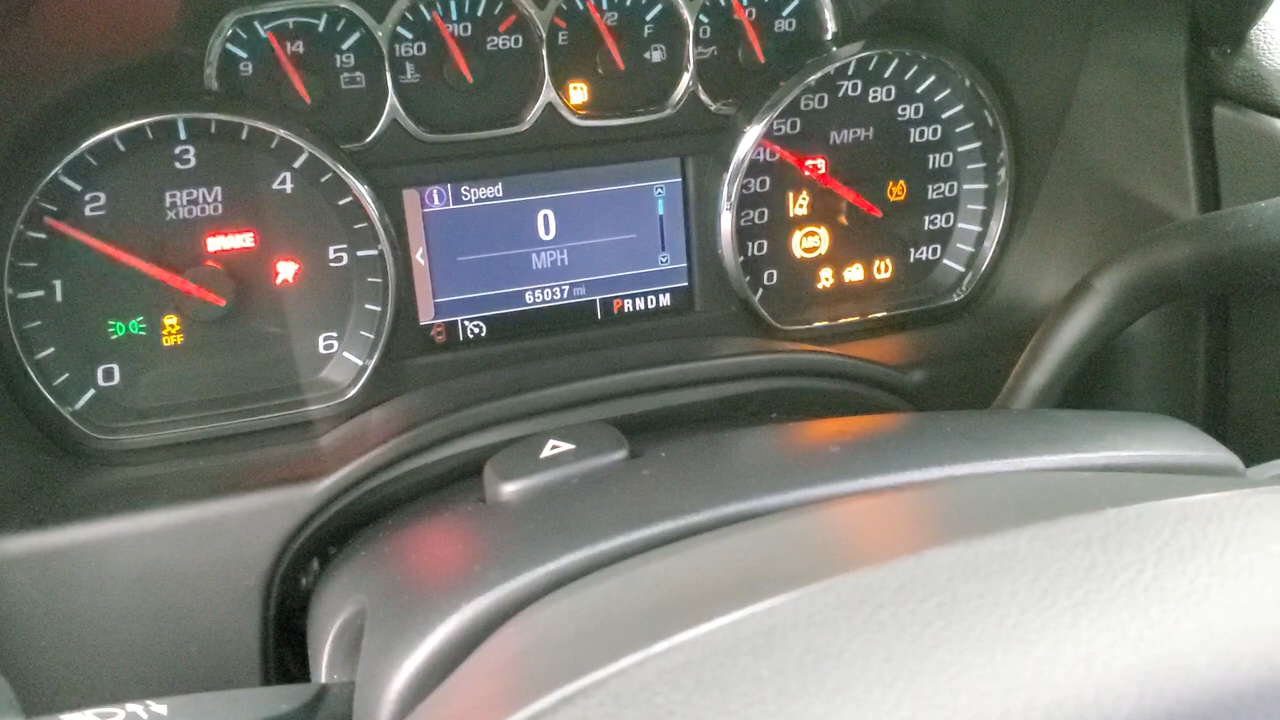 9 14 19
160 210 260
E 1/2 F
0 40 80
0 1 2 3 4 5 6
RPM
x1000
BRAKE
OFF
Speed
0
MPH
65037 mi
PRNDM
0 10 20 30 40 50 60 70 80 90 100 110 120 130 140
MPH
ABS